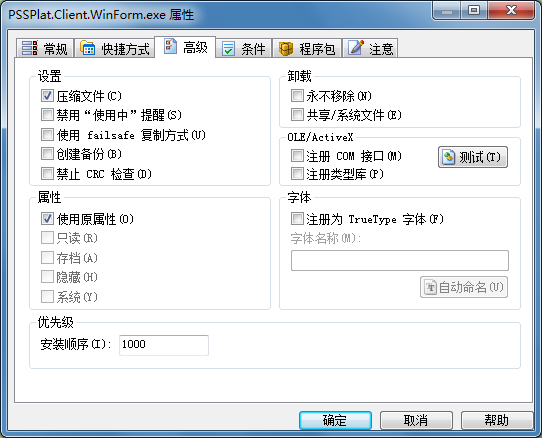 PSSPlat.Client.WinForm.exe 属性
常规 快捷方式 高级 条件 程序包 注意
设置
压缩文件(C)
禁用“使用中”提醒(S)
使用 failsafe 复制方式(U)
创建备份(B)
禁止 CRC 检查(D)
卸载
永不移除(N)
共享/系统文件(E)
OLE/ActiveX
注册 COM 接口(M)
注册类型库(P)
测试(T)
属性
使用原属性(O)
只读(R)
存档(A)
隐藏(H)
系统(Y)
字体
注册为 TrueType 字体(F)
字体名称(M):
自动命名(U)
优先级
安装顺序(I): 1000
确定 取消 帮助